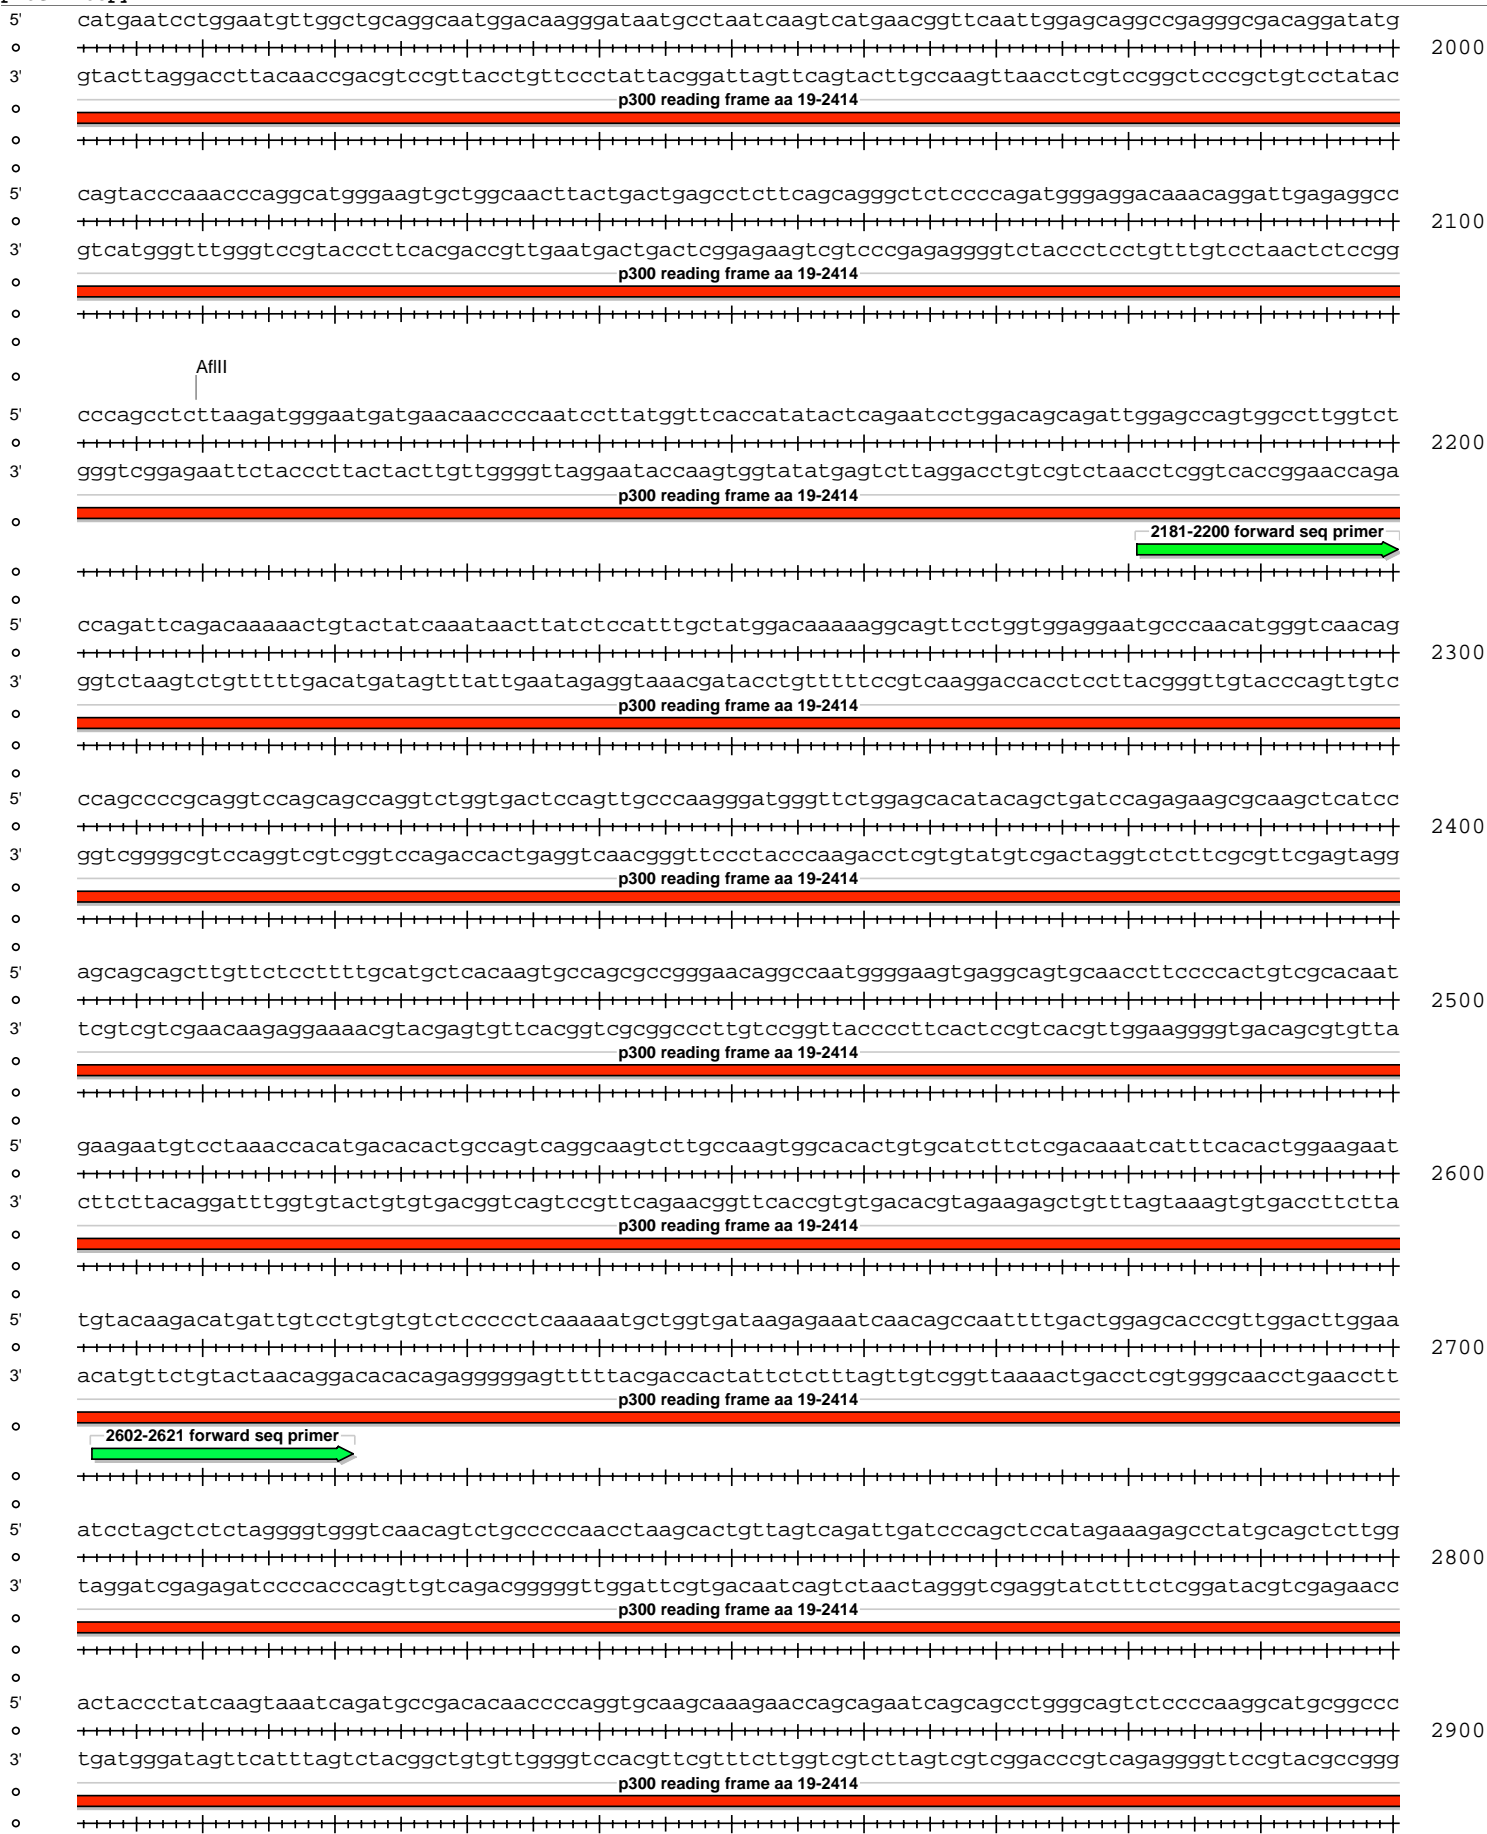 5' catgaatcctggaatgttggctgcaggcaatggacaagggataatgcctaatcaagtcatgaacggttcaattggagcaggccgagggcgacaggatatg
2000
3' gtacttaggaccttacaaccgacgtccgttacctgttccctattacggattagttcagtacttgccaagttaacctcgtccggctcccgctgtcctatac
p300 reading frame aa 19-2414
5' cagtacccaaacccaggcatgggaagtgctggcaacttactgactgagcctcttcagcagggctctccccagatgggaggacaaacaggattgagaggcc
2100
3' gtcatgggtttgggtccgtacccttcacgaccgttgaatgactgactcggagaagtcgtcccgagaggggtctaccctcctgtttgtcctaactctccgg
p300 reading frame aa 19-2414
AflII
5' cccagcctcttaagatgggaatgatgaacaaccccaatccttatggttcaccatatactcagaatcctggacagcagattggagccagtggccttggtct
2200
3' gggtcggagaattctacccttactacttgttggggttaggaataccaagtggtatatgagtcttaggacctgtcgtctaacctcggtcaccggaaccaga
p300 reading frame aa 19-2414
2181-2200 forward seq primer
5' ccagattcagacaaaaactgtactatcaaataacttatctccatttgctatggacaaaaaggcagttcctggtggaggaatgcccaacatgggtcaacag
2300
3' ggtctaagtctgtttttgacatgatagtttattgaatagaggtaaacgatacctgtttttccgtcaaggaccacctccttacgggttgtacccagttgtc
p300 reading frame aa 19-2414
5' ccagccccgcaggtccagcagccaggtctggtgactccagttgcccaagggatgggttctggagcacatacagctgatccagagaagcgcaagctcatcc
2400
3' ggtcggggcgtccaggtcgtcggtccagaccactgaggtcaacgggttccctacccaagacctcgtgtatgtcgactaggtctcttcgcgttcgagtagg
p300 reading frame aa 19-2414
5' agcagcagcttgttctccttttgcatgctcacaagtgccagcgccgggaacaggccaatggggaagtgaggcagtgcaaccttccccactgtcgcacaat
2500
3' tcgtcgtcgaacaagaggaaaacgtacgagtgttcacggtcgcggcccttgtccggttaccccttcactccgtcacgttggaaggggtgacagcgtgtta
p300 reading frame aa 19-2414
5' gaagaatgtcctaaaccacatgacacactgccagtcaggcaagtcttgccaagtggcacactgtgcatcttctcgacaaatcatttcacactggaagaat
2600
3' cttcttacaggatttggtgtactgtgtgacggtcagtccgttcagaacggttcaccgtgtgacacgtagaagagctgtttagtaaagtgtgaccttctta
p300 reading frame aa 19-2414
5' tgtacaagacatgattgtcctgtgtgtctccccctcaaaaatgctggtgataagagaaatcaacagccaattttgactggagcacccgttggacttggaa
2700
3' acatgttctgtactaacaggacacacagagggggagtttttacgaccactattctctttagttgtcggttaaaactgacctcgtgggcaacctgaacctt
p300 reading frame aa 19-2414
2602-2621 forward seq primer
5' atcctagctctctaggggtgggtcaacagtctgcccccaacctaagcactgttagtcagattgatcccagctccatagaaagagcctatgcagctcttgg
2800
3' taggatcgagagatccccacccagttgtcagacgggggttggattcgtgacaatcagtctaactagggtcgaggtatctttctcggatacgtcgagaacc
p300 reading frame aa 19-2414
5' actaccctatcaagtaaatcagatgccgacacaaccccaggtgcaagcaaagaaccagcagaatcagcagcctgggcagtctccccaaggcatgcggccc
2900
3' tgatgggatagttcatttagtctacggctgtgttggggtccacgttcgtttcttggtcgtcttagtcgtcggacccgtcagaggggttccgtacgccggg
p300 reading frame aa 19-2414